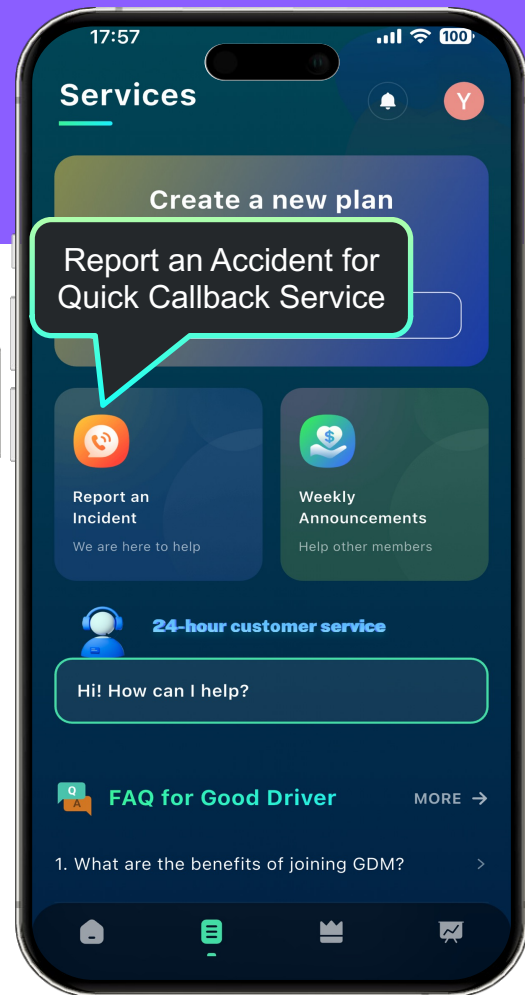 17:57
100
Services
Y
Create a new plan
Report an Accident for
Quick Callback Service
Report an
Incident
We are here to help
Weekly
Announcements
Help other members
$
24-hour customer service
Hi! How can I help?
Q
A
FAQ for Good Driver
MORE →
1. What are the benefits of joining GDM?